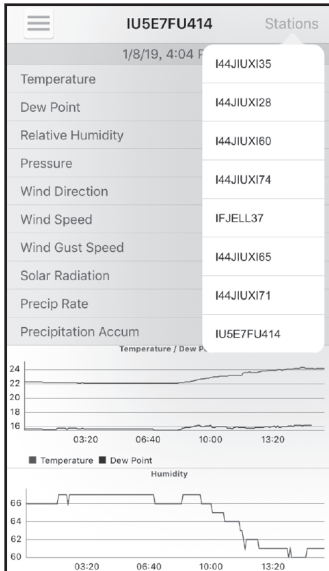 IU5E7FU414 Stations
1/8/19, 4:04 P
Temperature
Dew Point
Relative Humidity
Pressure
Wind Direction
Wind Speed
Wind Gust Speed
Solar Radiation
Precip Rate
Precipitation Accum
I44JIUXI35
I44JIUXI28
I44JIUXI60
I44JIUXI74
IFJELL37
I44JIUXI65
I44JIUXI71
IU5E7FU414
Temperature / Dew P
24
22
20
18
16
03:20 06:40 10:00 13:20
Temperature Dew Point
Humidity
66
64
62
60
03:20 06:40 10:00 13:20